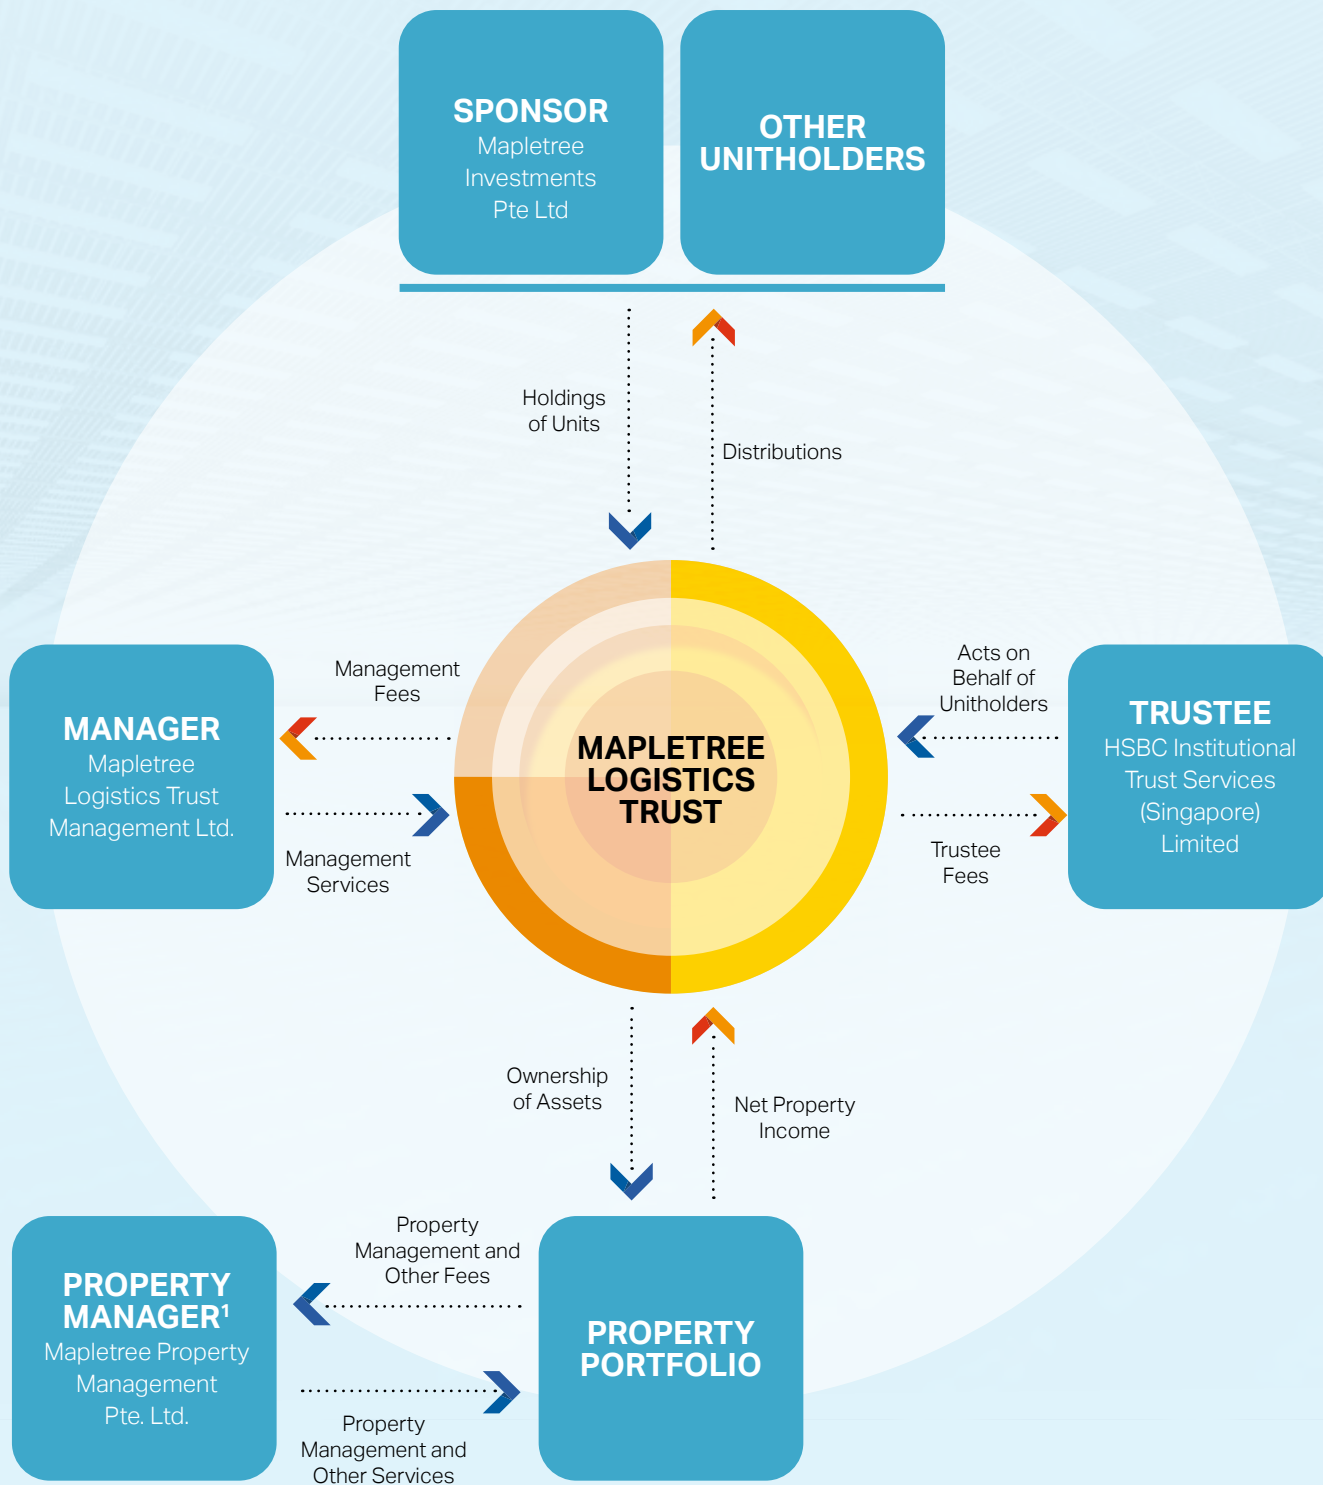 SPONSOR
Mapletree
Investments
Pte Ltd
OTHER
UNITHOLDERS
Holdings
of Units
Distributions
MANAGER
Mapletree
Logistics Trust
Management Ltd.
Management
Fees
Management
Services
MAPLETREE
LOGISTICS
TRUST
Acts on
Behalf of
Unitholders
Trustee
Fees
TRUSTEE
HSBC Institutional
Trust Services
(Singapore)
Limited
Ownership
of Assets
Net Property
Income
PROPERTY
MANAGER¹
Mapletree Property
Management
Pte. Ltd.
Property
Management and
Other Fees
Property
Management and
Other Services
PROPERTY
PORTFOLIO